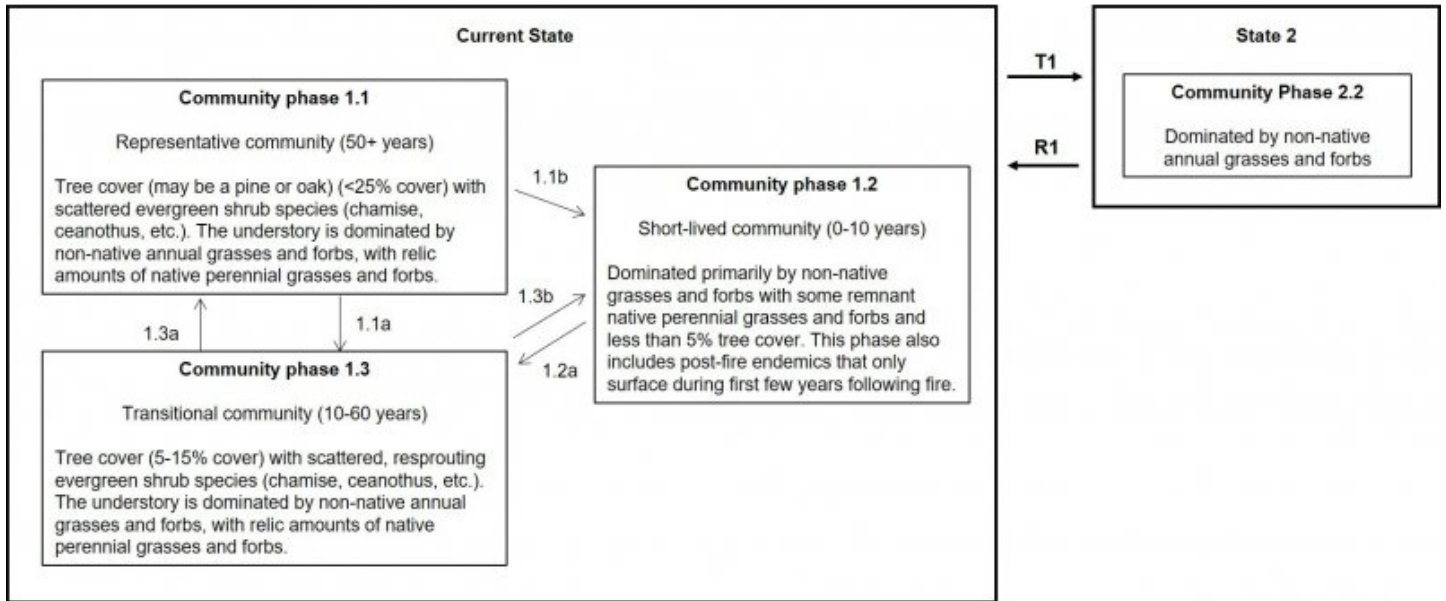 Current State
Community phase 1.1
Representative community (50+ years)
Tree cover (may be a pine or oak) (<25% cover) with
scattered evergreen shrub species (chamise,
ceanothus, etc.). The understory is dominated by
non-native annual grasses and forbs, with relic
amounts of native perennial grasses and forbs.
1.1b
1.3a
1.1a
1.3b
1.2a
Community phase 1.2
Short-lived community (0-10 years)
Dominated primarily by non-native
grasses and forbs with some remnant
native perennial grasses and forbs and
less than 5% tree cover. This phase also
includes post-fire endemics that only
surface during first few years following fire.
Community phase 1.3
Transitional community (10-60 years)
Tree cover (5-15% cover) with scattered, resprouting
evergreen shrub species (chamise, ceanothus, etc.).
The understory is dominated by non-native annual
grasses and forbs, with relic amounts of native
perennial grasses and forbs.
T1
R1
State 2
Community Phase 2.2
Dominated by non-native
annual grasses and forbs